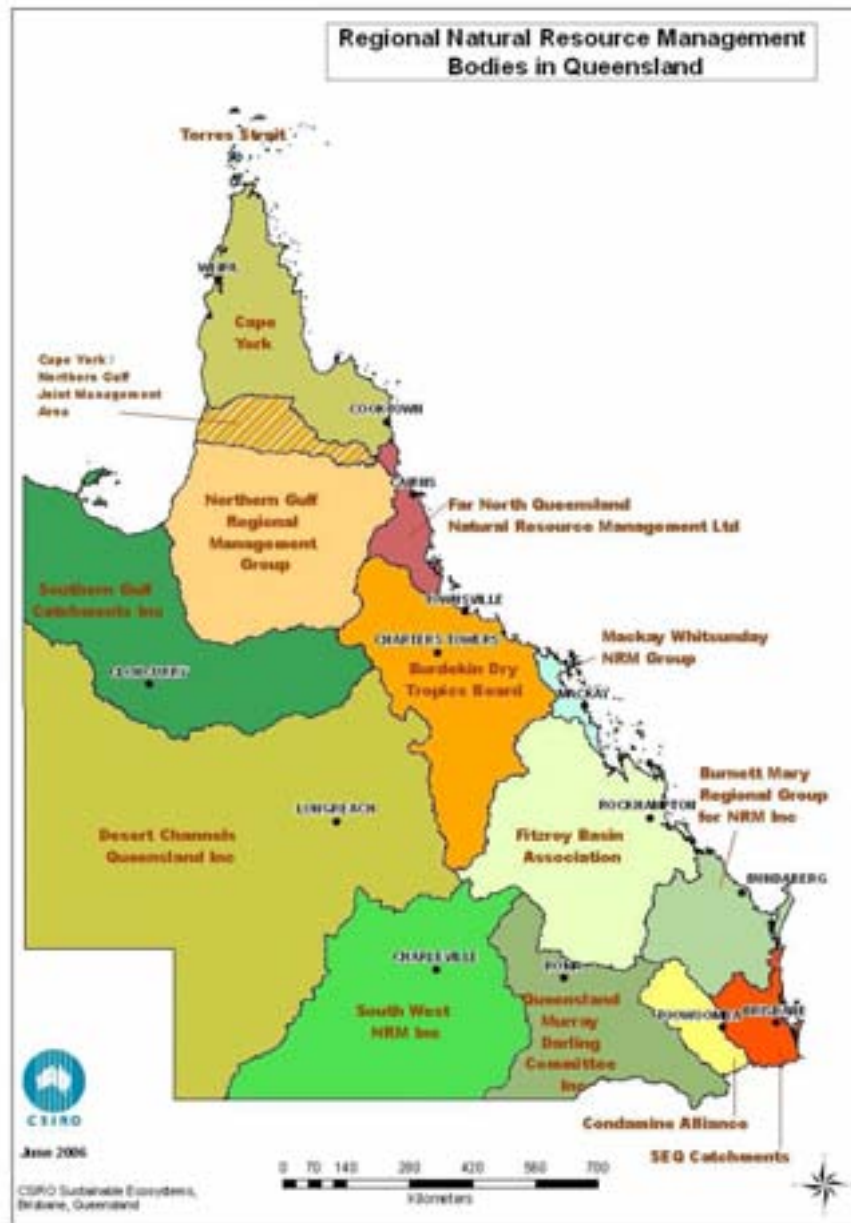 Regional Natural Resource Management
Bodies in Queensland
Torres Strait
WEIPA
Cape
York
Cape York /
Northern Gulf
Joint Management
Area
COOKTOWN
CAIRNS
Northern Gulf
Regional
Management
Group
Far North Queensland
Natural Resource Management Ltd
Southern Gulf
Catchments Inc
TOWNSVILLE
CHARTERS TOWERS
Burdekin Dry
Tropics Board
Mackay Whitsunday
NRM Group
CLONCURRY
MACKAY
Burnett Mary
Regional Group
for NRM Inc
LONGREACH
ROCKHAMPTON
Desert Channels
Queensland Inc
Fitzroy Basin
Association
BUNDABERG
CHARLEVILLE
ROMA
South West
NRM Inc
Queensland
Murray
Darling
Committee
Inc
TOOWOOMBA
BRISBANE
Condamine Alliance
SEQ Catchments
CSIRO
June 2006
CSIRO Sustainable Ecosystems,
Brisbane, Queensland
0 70 140 280 420 560 700
Kilometers